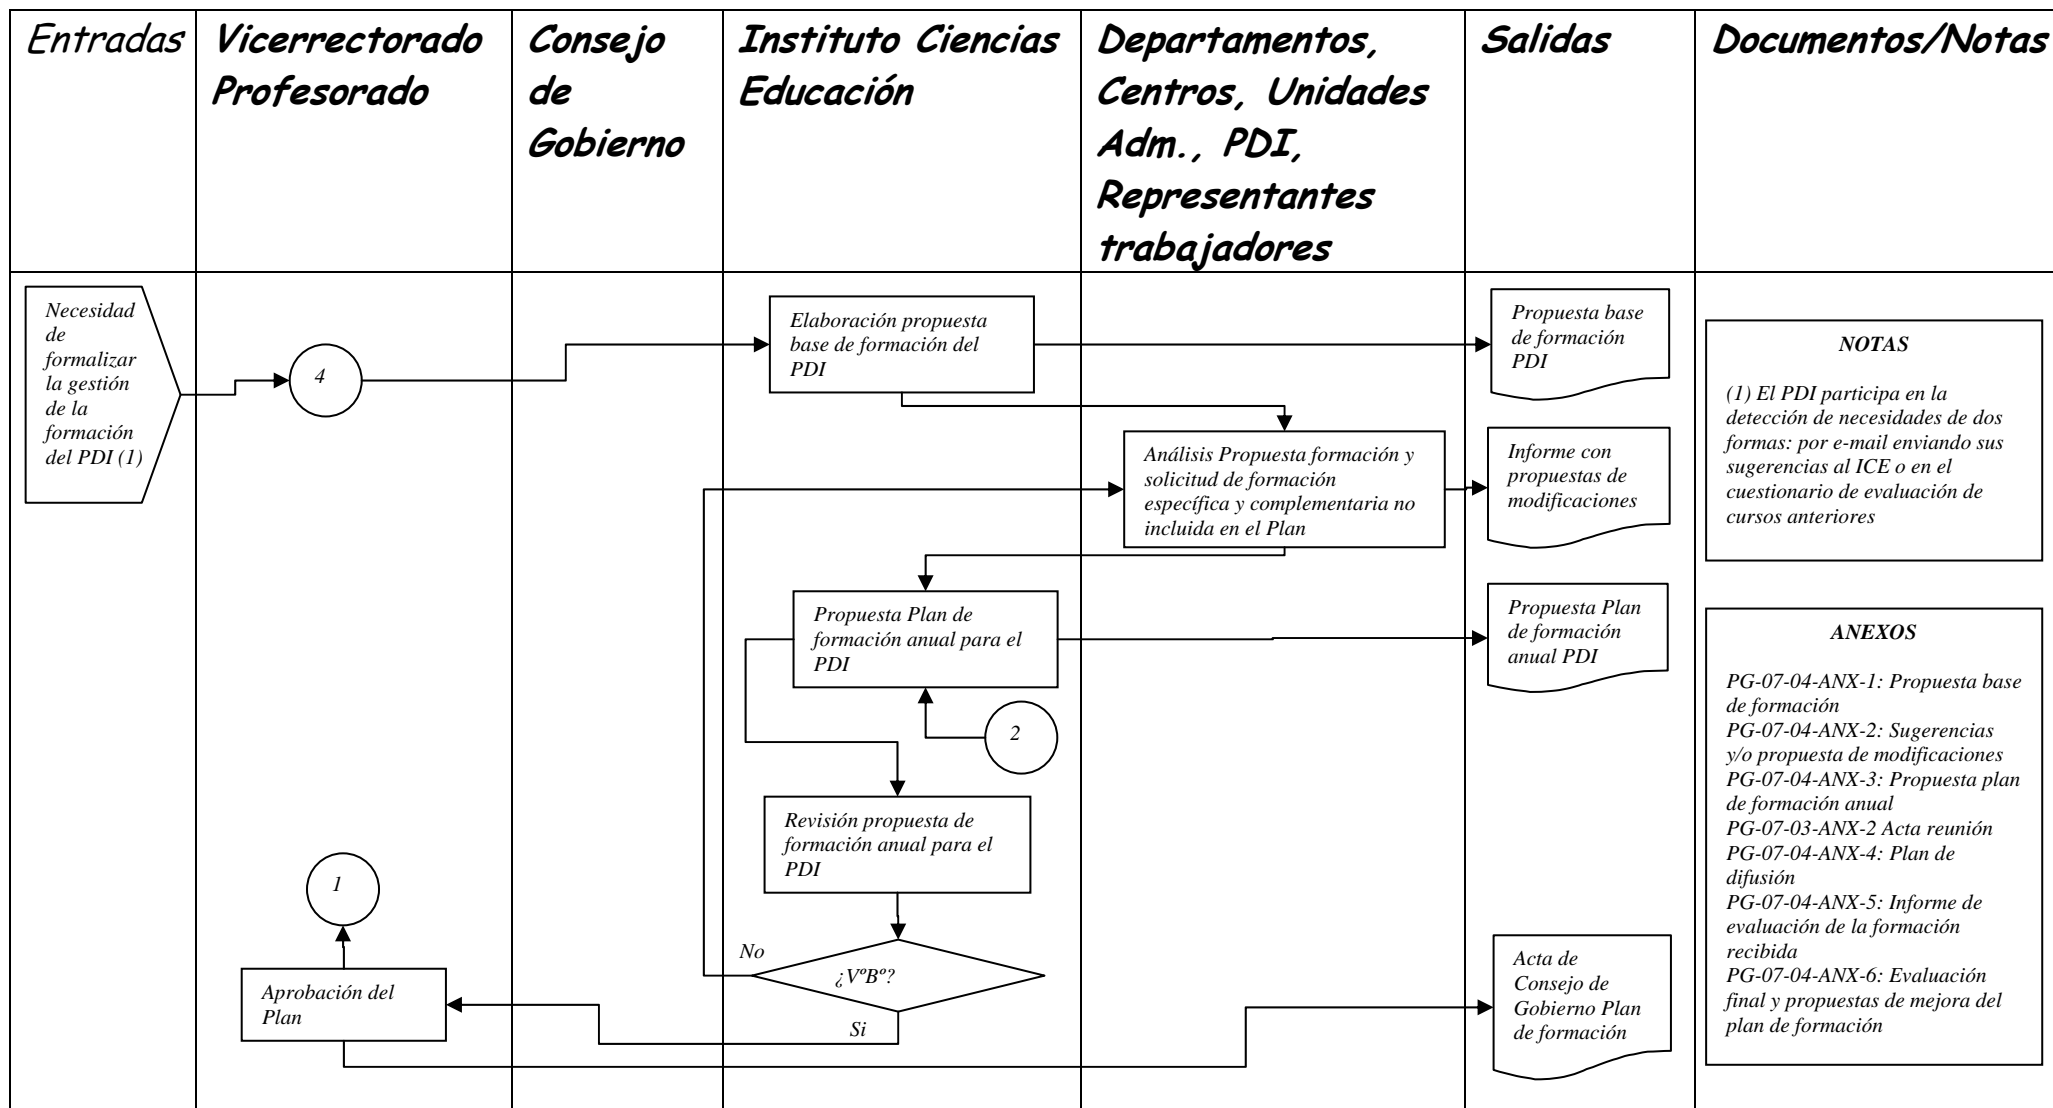 Entradas
Vicerrectorado
Profesorado
Consejo
de
Gobierno
Instituto Ciencias
Educación
Departamentos,
Centros, Unidades
Adm., PDI,
Representantes
trabajadores
Salidas
Documentos/Notas
Necesidad
de
formalizar
la gestión
de la
formación
del PDI (1)
4
Elaboración propuesta
base de formación del
PDI
Propuesta base
de formación
PDI
Análisis Propuesta formación y
solicitud de formación
específica y complementaria no
incluida en el Plan
Informe con
propuestas de
modificaciones
Propuesta Plan de
formación anual para el
PDI
Propuesta Plan
de formación
anual PDI
2
Revisión propuesta de
formación anual para el
PDI
1
No
¿VºBº?
Si
Aprobación del
Plan
Acta de
Consejo de
Gobierno Plan
de formación
NOTAS
(1) El PDI participa en la
detección de necesidades de dos
formas: por e-mail enviando sus
sugerencias al ICE o en el
cuestionario de evaluación de
cursos anteriores
ANEXOS
PG-07-04-ANX-1: Propuesta base
de formación
PG-07-04-ANX-2: Sugerencias
y/o propuesta de modificaciones
PG-07-04-ANX-3: Propuesta plan
de formación anual
PG-07-03-ANX-2 Acta reunión
PG-07-04-ANX-4: Plan de
difusión
PG-07-04-ANX-5: Informe de
evaluación de la formación
recibida
PG-07-04-ANX-6: Evaluación
final y propuestas de mejora del
plan de formación